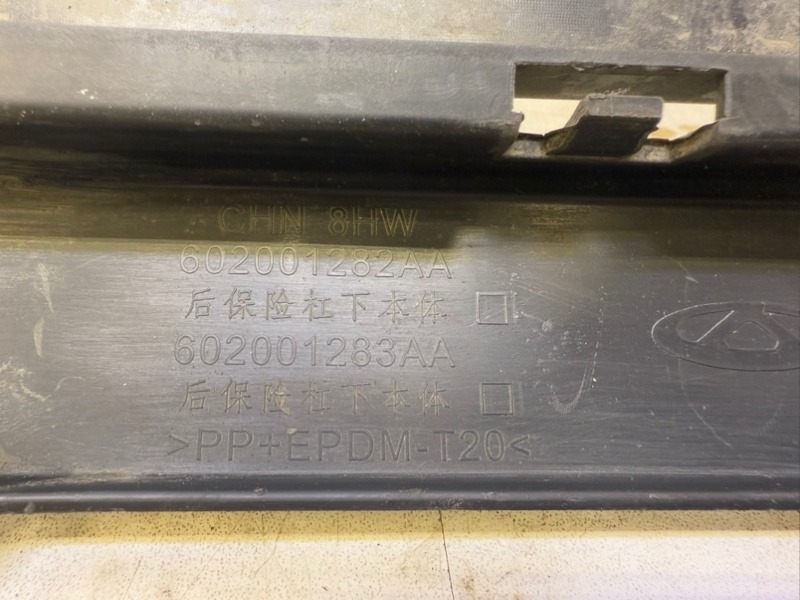 CHN 8HW
602001282AA
后保险杠下本体
602001283AA
后保险杠下本体
>PP+EPDM-T20<